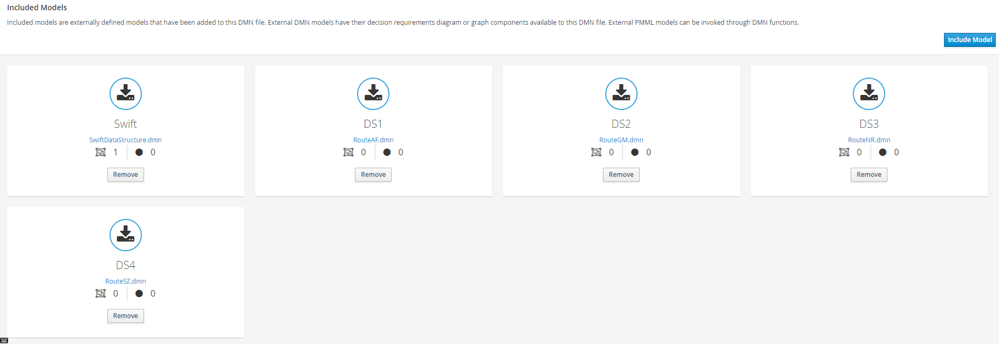 Included Models
Included models are externally defined models that have been added to this DMN file. External DMN models have their decision requirements diagram or graph components available to this DMN file. External PMML models can be invoked through DMN functions.
Include Model
Swift
SwiftDataStructure.dmn
1 0
Remove
DS1
RouteAF.dmn
0 0
Remove
DS2
RouteGM.dmn
0 0
Remove
DS3
RouteNR.dmn
0 0
Remove
DS4
RouteSZ.dmn
0 0
Remove